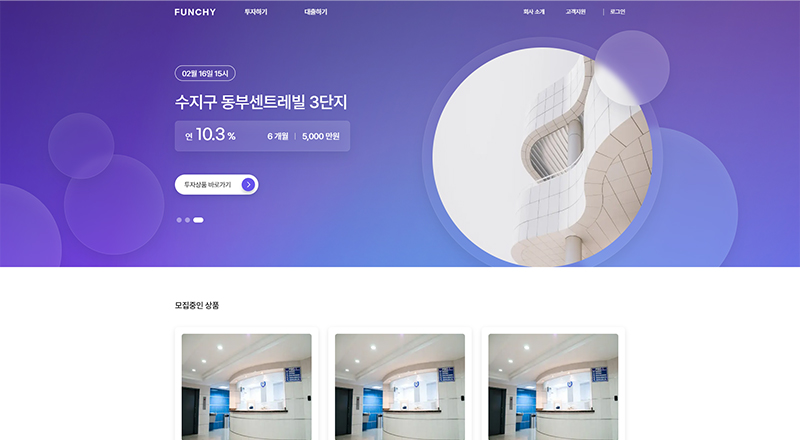 FUNCHY 투자하기 대출하기 회사 소개 고객지원 로그인
02월 16일 15시
수지구 동부센트레빌 3단지
연 10.3 % 6 개월 5,000 만원
투자상품 바로가기
모집중인 상품